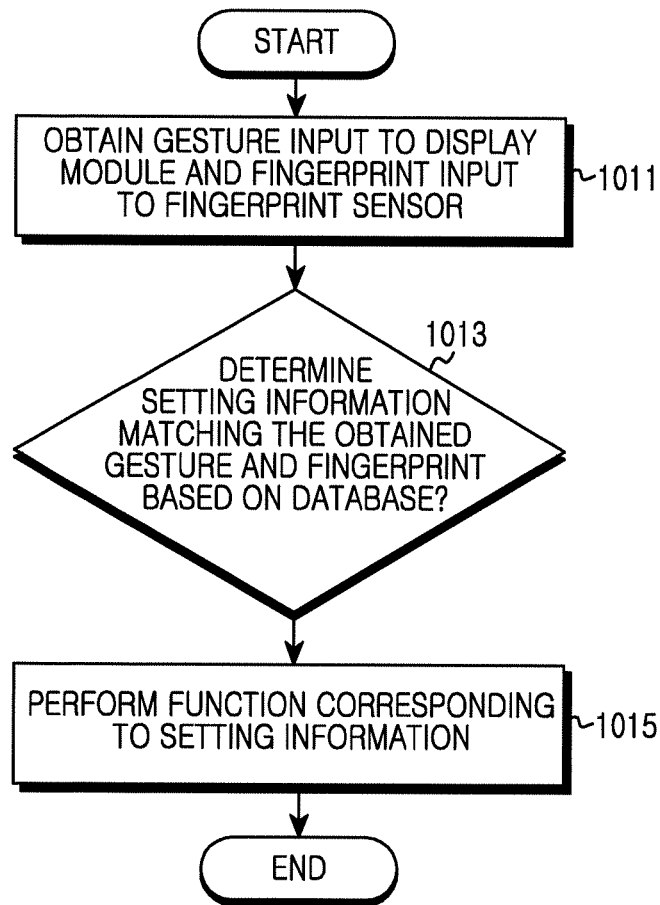 START
OBTAIN GESTURE INPUT TO DISPLAY
MODULE AND FINGERPRINT INPUT
TO FINGERPRINT SENSOR
1011
1013
DETERMINE
SETTING INFORMATION
MATCHING THE OBTAINED
GESTURE AND FINGERPRINT
BASED ON DATABASE?
PERFORM FUNCTION CORRESPONDING
TO SETTING INFORMATION
1015
END